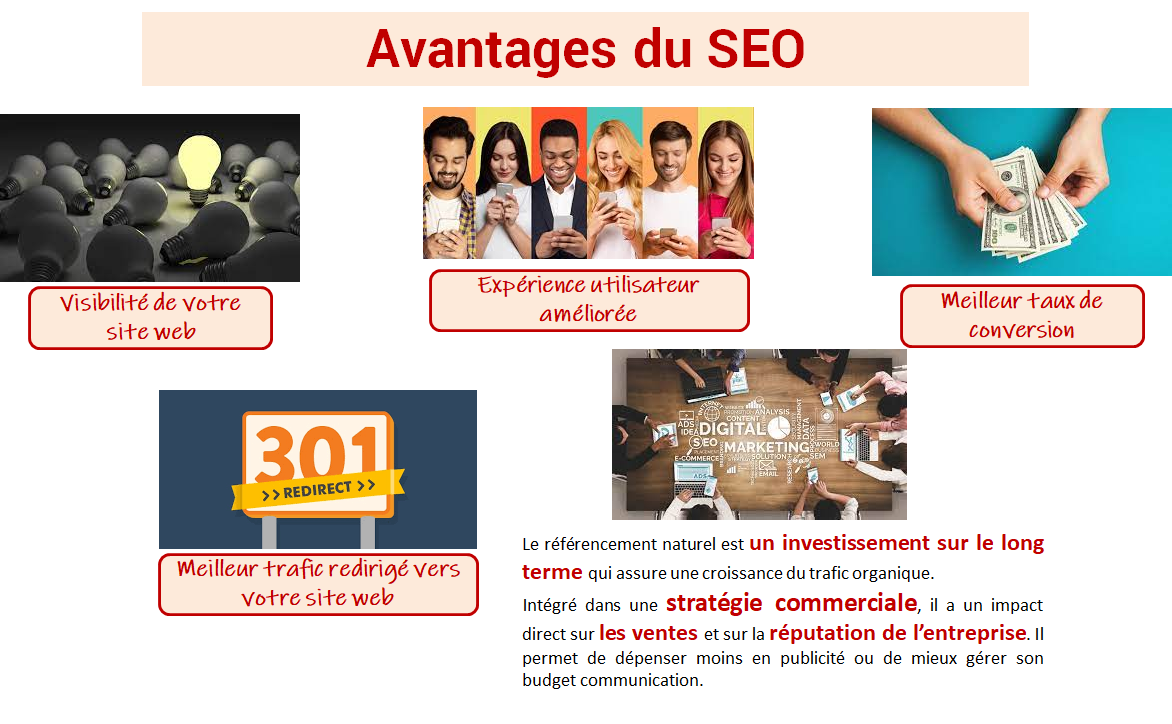 Avantages du SEO
Visibilité de votre
site web
Expérience utilisateur
améliorée
Meilleur taux de
conversion
301
>> REDIRECT >>
Meilleur trafic redirigé vers
votre site web
INTERNET
ANALYSIS
CONTENT
ADS
IDEA
DIGITAL
SEO
MARKETING
E-COMMERCE
SOLUTION
EMAIL
MANAGEMENT
DATA
WORLD
BUSINESS
SEM
ADS
Le référencement naturel est un investissement sur le long
terme qui assure une croissance du trafic organique.
Intégré dans une stratégie commerciale, il a un impact
direct sur les ventes et sur la réputation de l’entreprise. Il
permet de dépenser moins en publicité ou de mieux gérer son
budget communication.